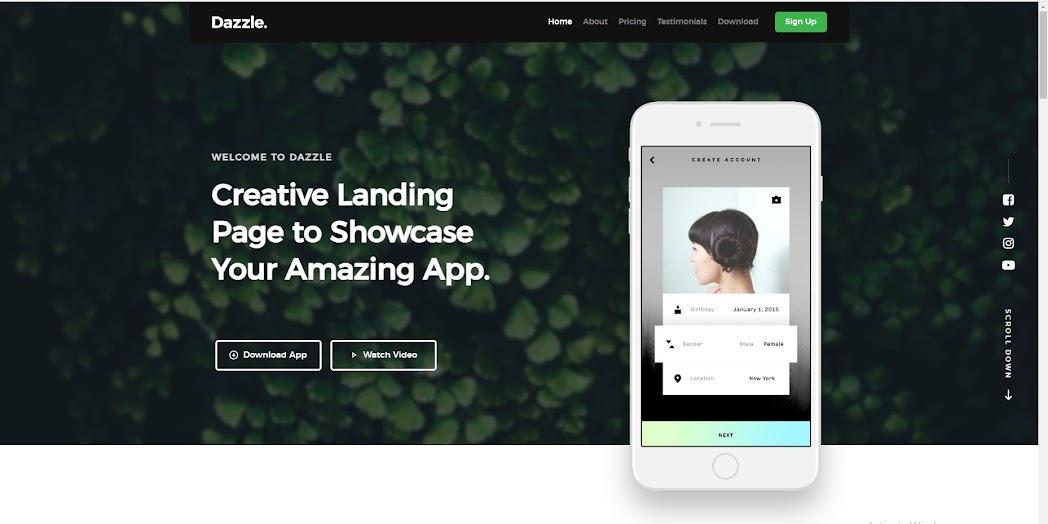 Dazzle.
Home About Pricing Testimonials Download Sign Up
WELCOME TO DAZZLE
Creative Landing
Page to Showcase
Your Amazing App.
Download App Watch Video
CREATE ACCOUNT
Birthday January 1, 2015
Gender Male Female
Location New York
NEXT
SCROLL DOWN